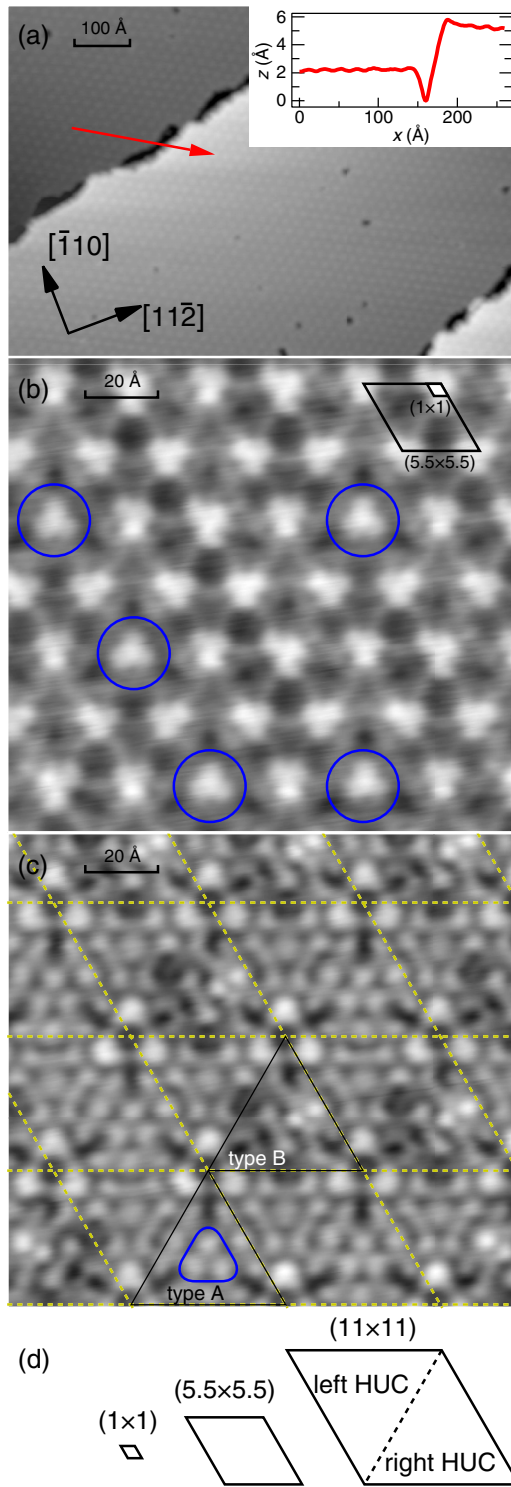 (a)
100 Å
6
4
2
0
z (Å)
0
100
200
x (Å)
[1̄10]
[112̄]
(b)
20 Å
(1×1)
(5.5×5.5)
(c)
20 Å
type B
type A
(d)
(11×11)
(5.5×5.5)
(1×1)
left HUC
right HUC